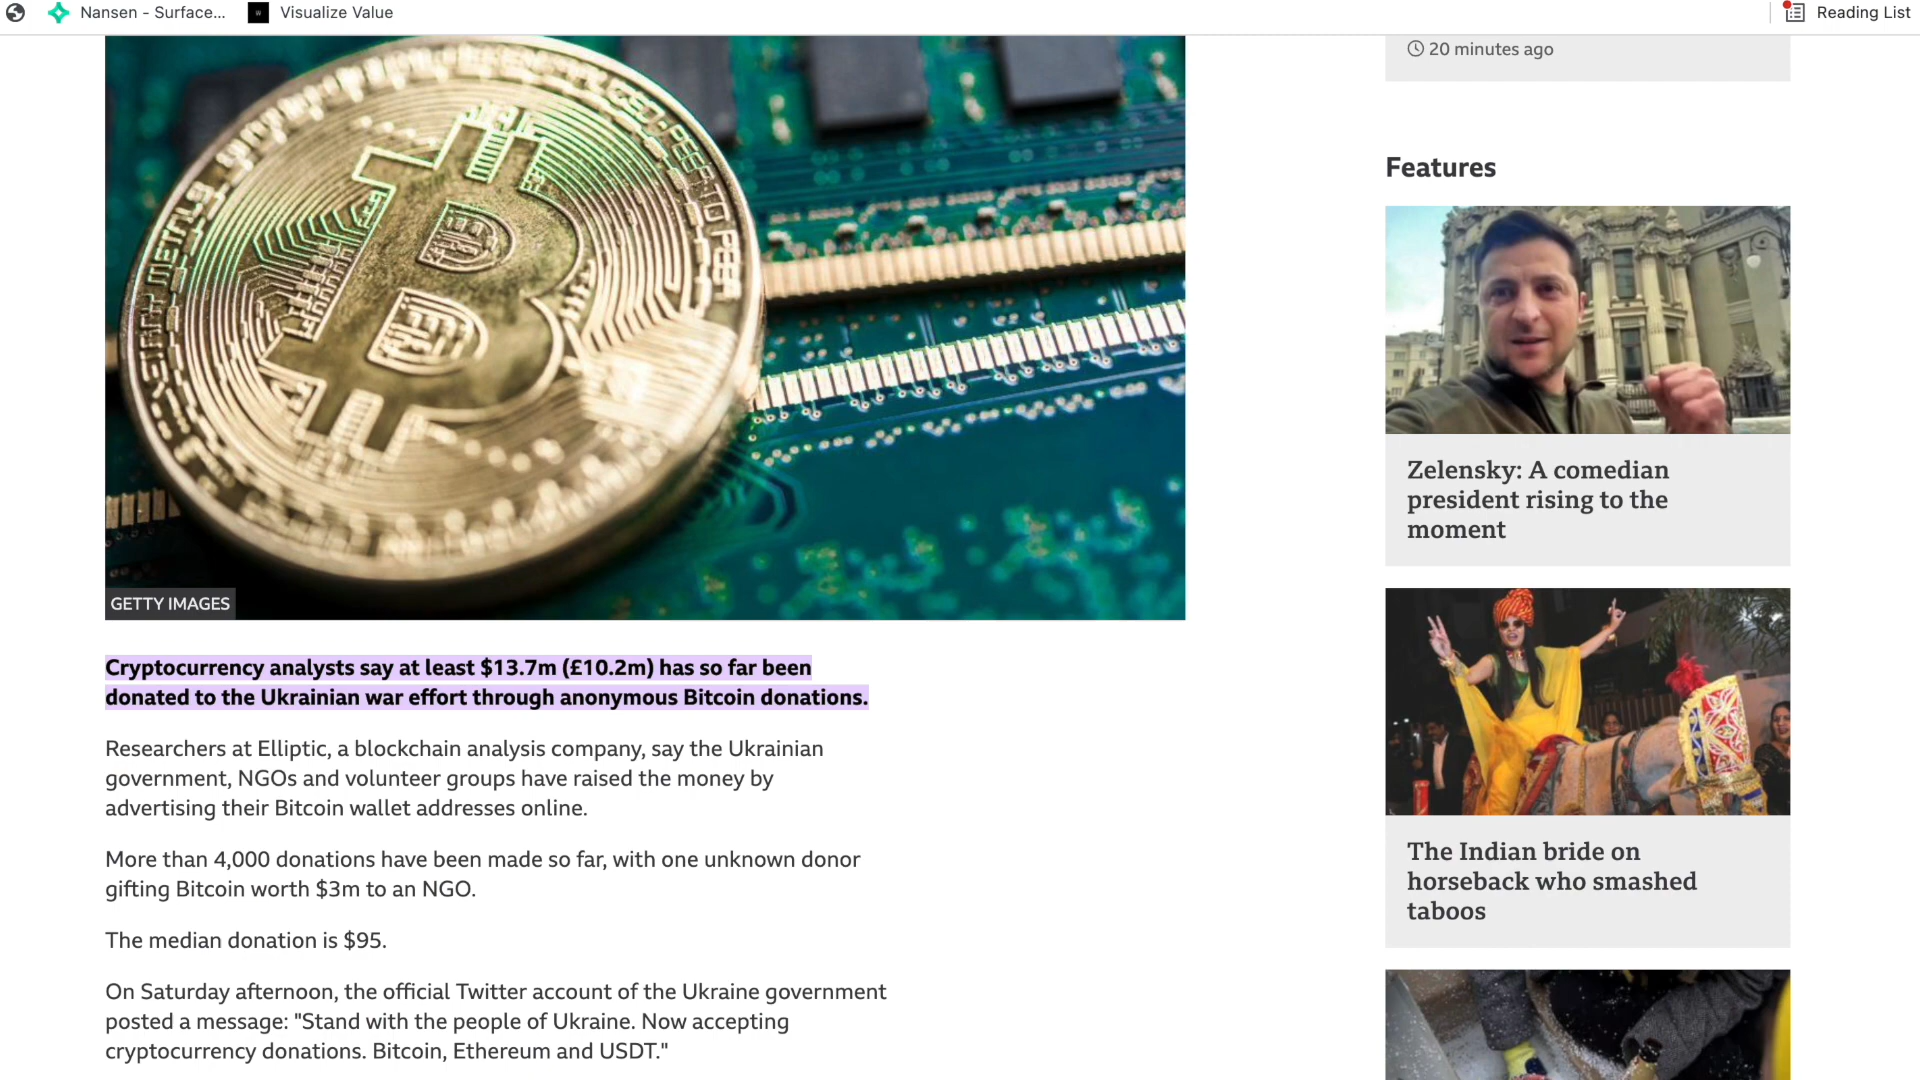 Nansen - Surface...
Visualize Value
Reading List
20 minutes ago
GETTY IMAGES
Cryptocurrency analysts say at least $13.7m (£10.2m) has so far been
donated to the Ukrainian war effort through anonymous Bitcoin donations.
Researchers at Elliptic, a blockchain analysis company, say the Ukrainian
government, NGOs and volunteer groups have raised the money by
advertising their Bitcoin wallet addresses online.
More than 4,000 donations have been made so far, with one unknown donor
gifting Bitcoin worth $3m to an NGO.
The median donation is $95.
On Saturday afternoon, the official Twitter account of the Ukraine government
posted a message: "Stand with the people of Ukraine. Now accepting
cryptocurrency donations. Bitcoin, Ethereum and USDT."
Features
Zelensky: A comedian
president rising to the
moment
The Indian bride on
horseback who smashed
taboos